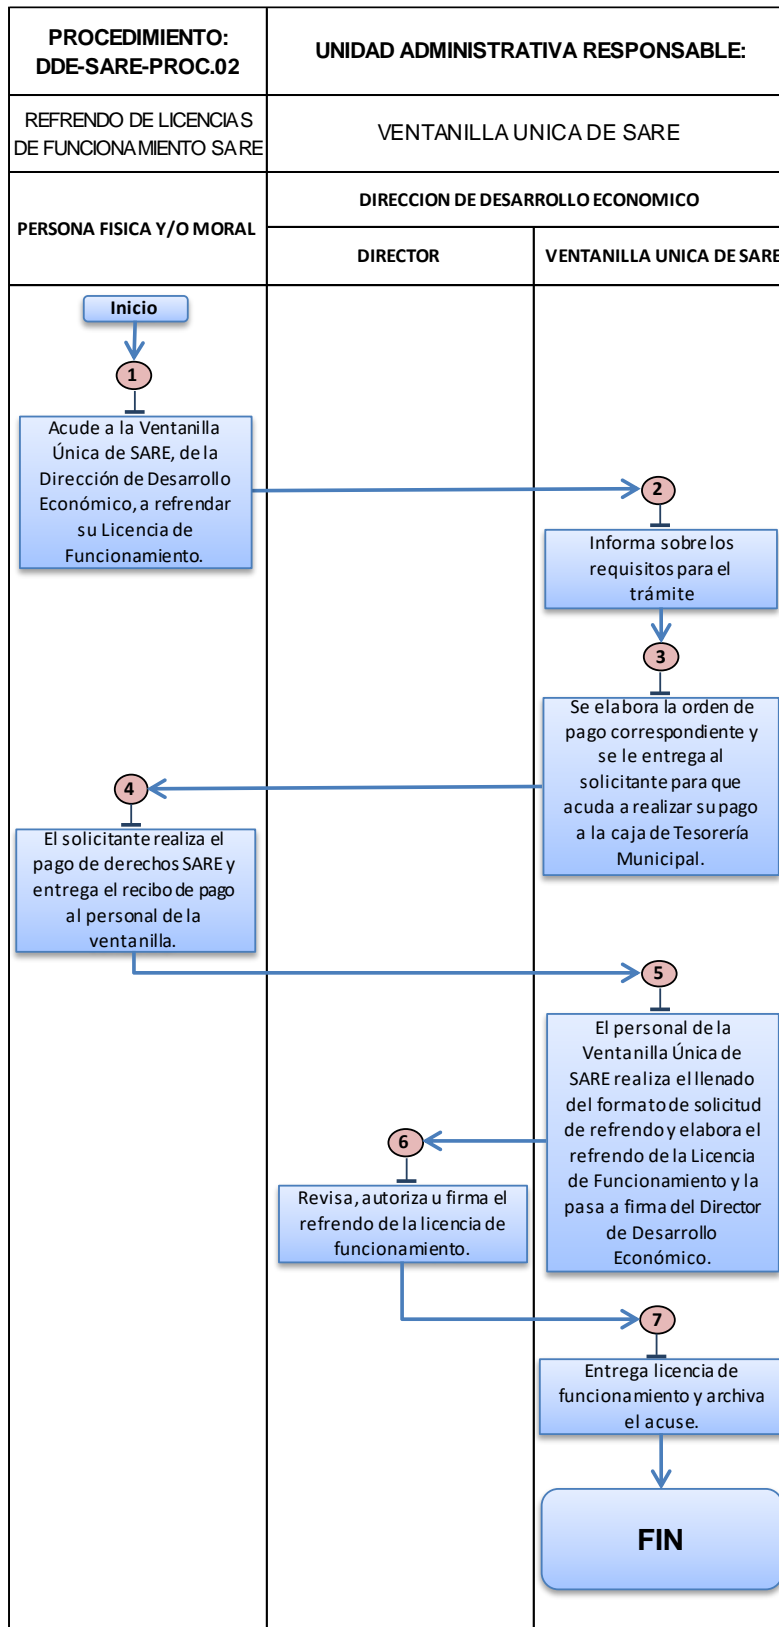 PROCEDIMIENTO:
DDE-SARE-PROC.02
UNIDAD ADMINISTRATIVA RESPONSABLE:
REFRENDO DE LICENCIAS
DE FUNCIONAMIENTO SARE
VENTANILLA UNICA DE SARE
PERSONA FISICA Y/O MORAL
DIRECCION DE DESARROLLO ECONOMICO
DIRECTOR
VENTANILLA UNICA DE SARE
Inicio
1
Acude a la Ventanilla
Única de SARE, de la
Dirección de Desarrollo
Económico, a refrendar
su Licencia de
Funcionamiento.
2
Informa sobre los
requisitos para el
trámite
3
Se elabora la orden de
pago correspondiente y
se le entrega al
solicitante para que
acuda a realizar su pago
a la caja de Tesorería
Municipal.
4
El solicitante realiza el
pago de derechos SARE y
entrega el recibo de pago
al personal de la
ventanilla.
5
El personal de la
Ventanilla Única de
SARE realiza el llenado
del formato de solicitud
de refrendo y elabora el
refrendo de la Licencia
de Funcionamiento y la
pasa a firma del Director
de Desarrollo
Económico.
6
Revisa, autoriza u firma el
refrendo de la licencia de
funcionamiento.
7
Entrega licencia de
funcionamiento y archiva
el acuse.
FIN